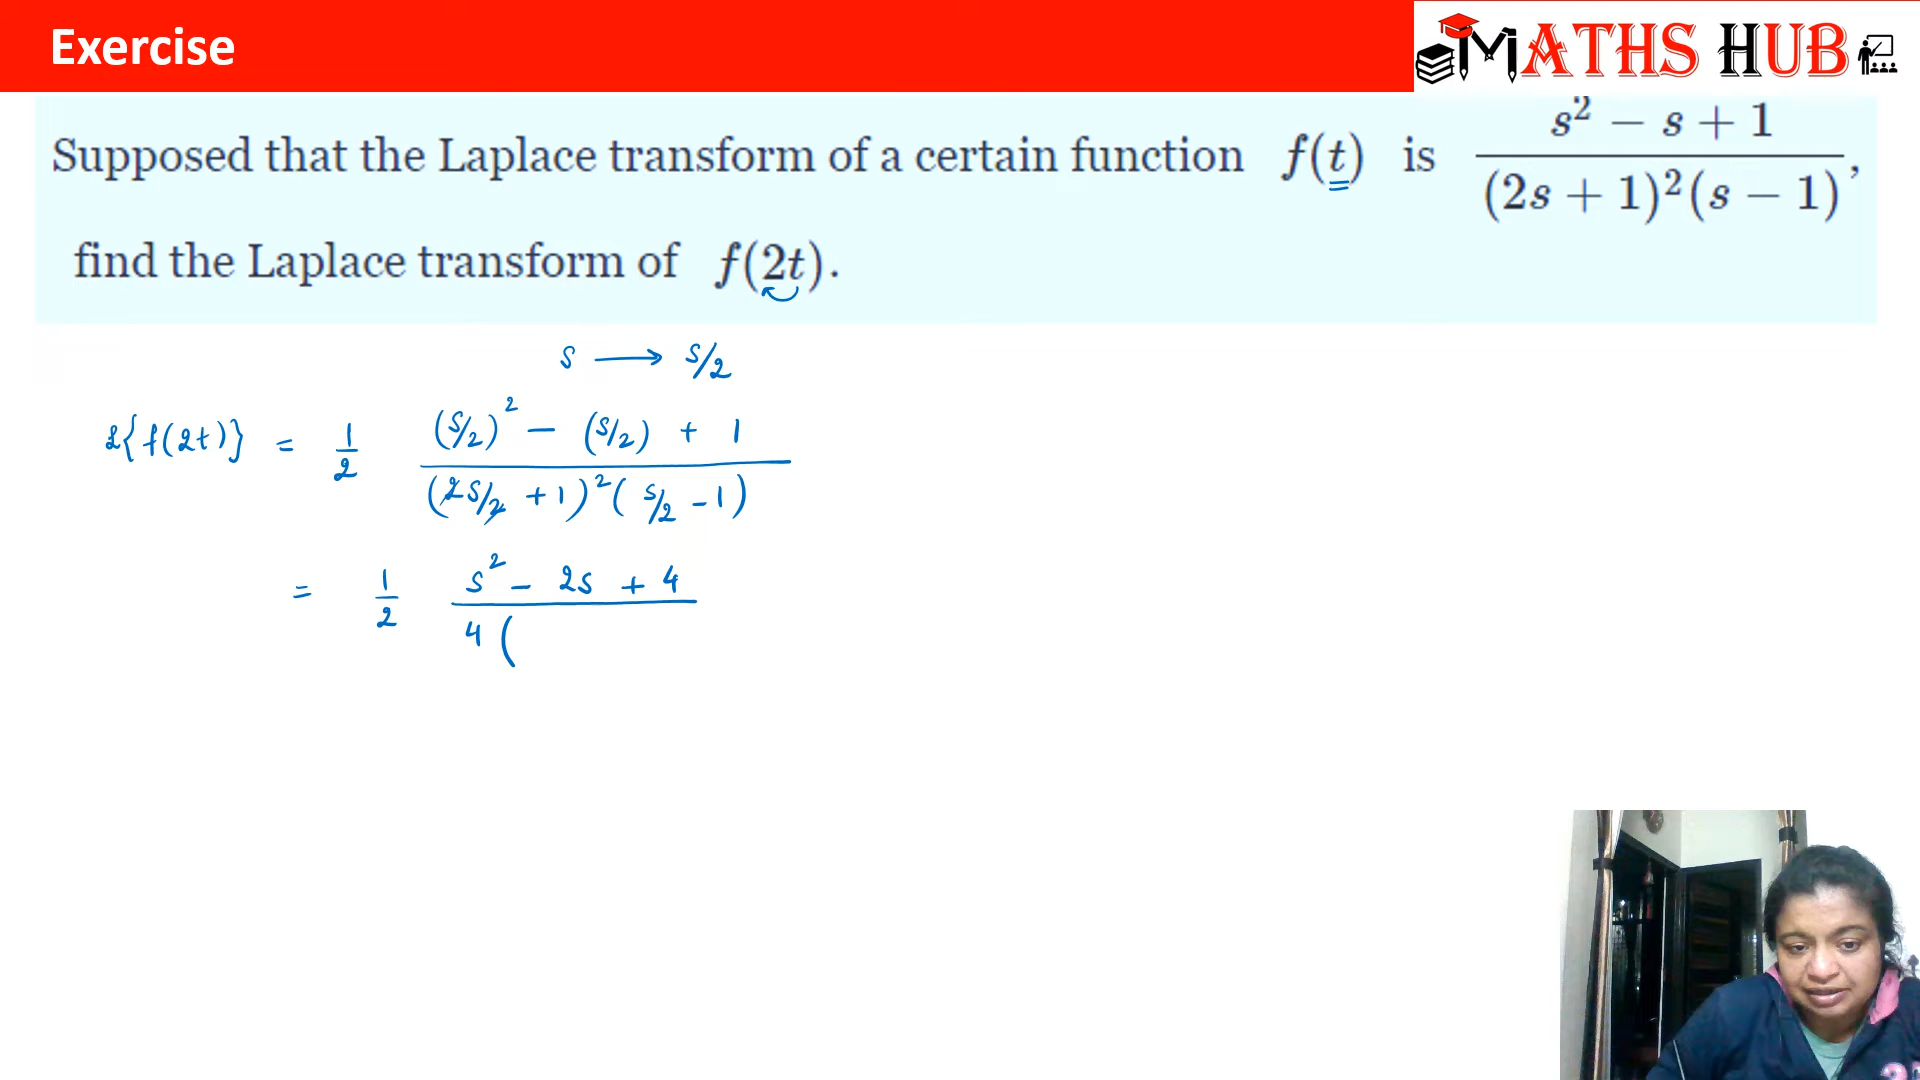 Exercise
MATHS HUB
Supposed that the Laplace transform of a certain function f(t) is (s² − s + 1)/((2s + 1)²(s − 1)),
find the Laplace transform of f(2t).
s ⟶ s/2
L{f(2t)} = 1/2 ((s/2)² − (s/2) + 1)/((2s/2 + 1)²(s/2 − 1))
= 1/2 (s² − 2s + 4)/(4 (